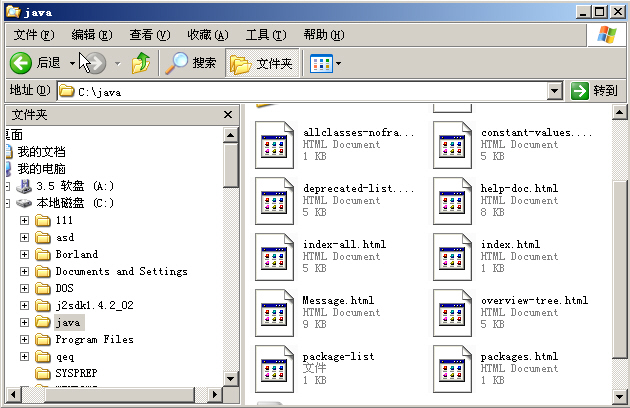 java
文件(F) 编辑(E) 查看(V) 收藏(A) 工具(T) 帮助(H)
后退 搜索 文件夹
地址(D) C:\java 转到
文件夹
桌面
我的文档
我的电脑
3.5 软盘 (A:)
本地磁盘 (C:)
111
asd
Borland
Documents and Settings
DOS
j2sdk1.4.2_02
java
Program Files
qeq
SYSPREP
allclasses-nofra...
HTML Document
1 KB
constant-values....
HTML Document
5 KB
deprecated-list....
HTML Document
5 KB
help-doc.html
HTML Document
8 KB
index-all.html
HTML Document
5 KB
index.html
HTML Document
1 KB
Message.html
HTML Document
9 KB
overview-tree.html
HTML Document
5 KB
package-list
文件
1 KB
packages.html
HTML Document
1 KB